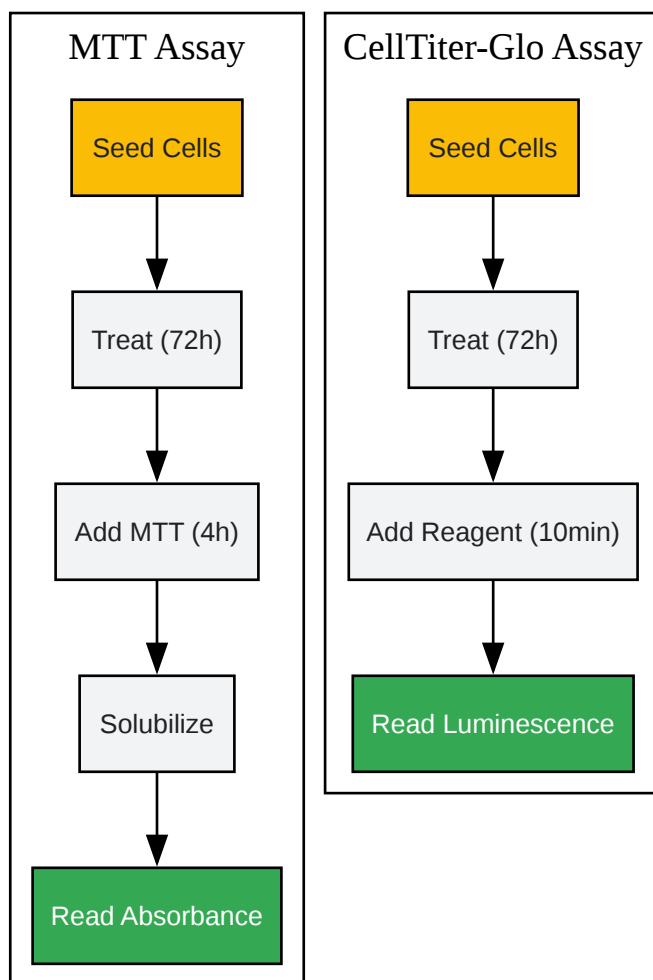 MTT Assay
Seed Cells
Treat (72h)
Add MTT (4h)
Solubilize
Read Absorbance
CellTiter-Glo Assay
Seed Cells
Treat (72h)
Add Reagent (10min)
Read Luminescence